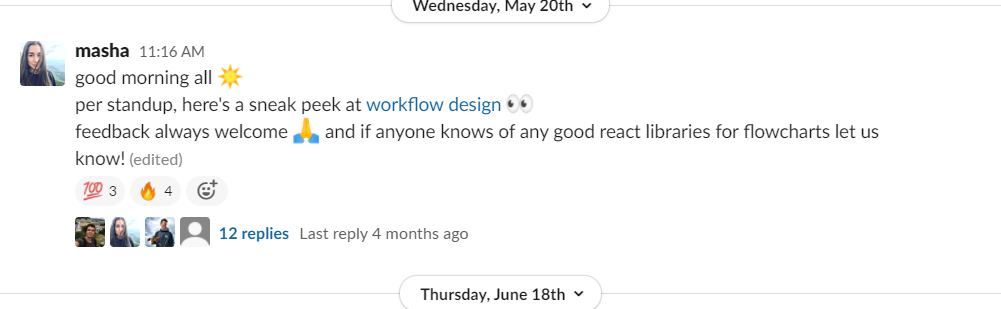 Wednesday, May 20th
masha 11:16 AM
good morning all ☀️
per standup, here's a sneak peek at workflow design 👀
feedback always welcome 🙏 and if anyone knows of any good react libraries for flowcharts let us
know! (edited)
💯 3 🔥 4
12 replies Last reply 4 months ago
Thursday, June 18th